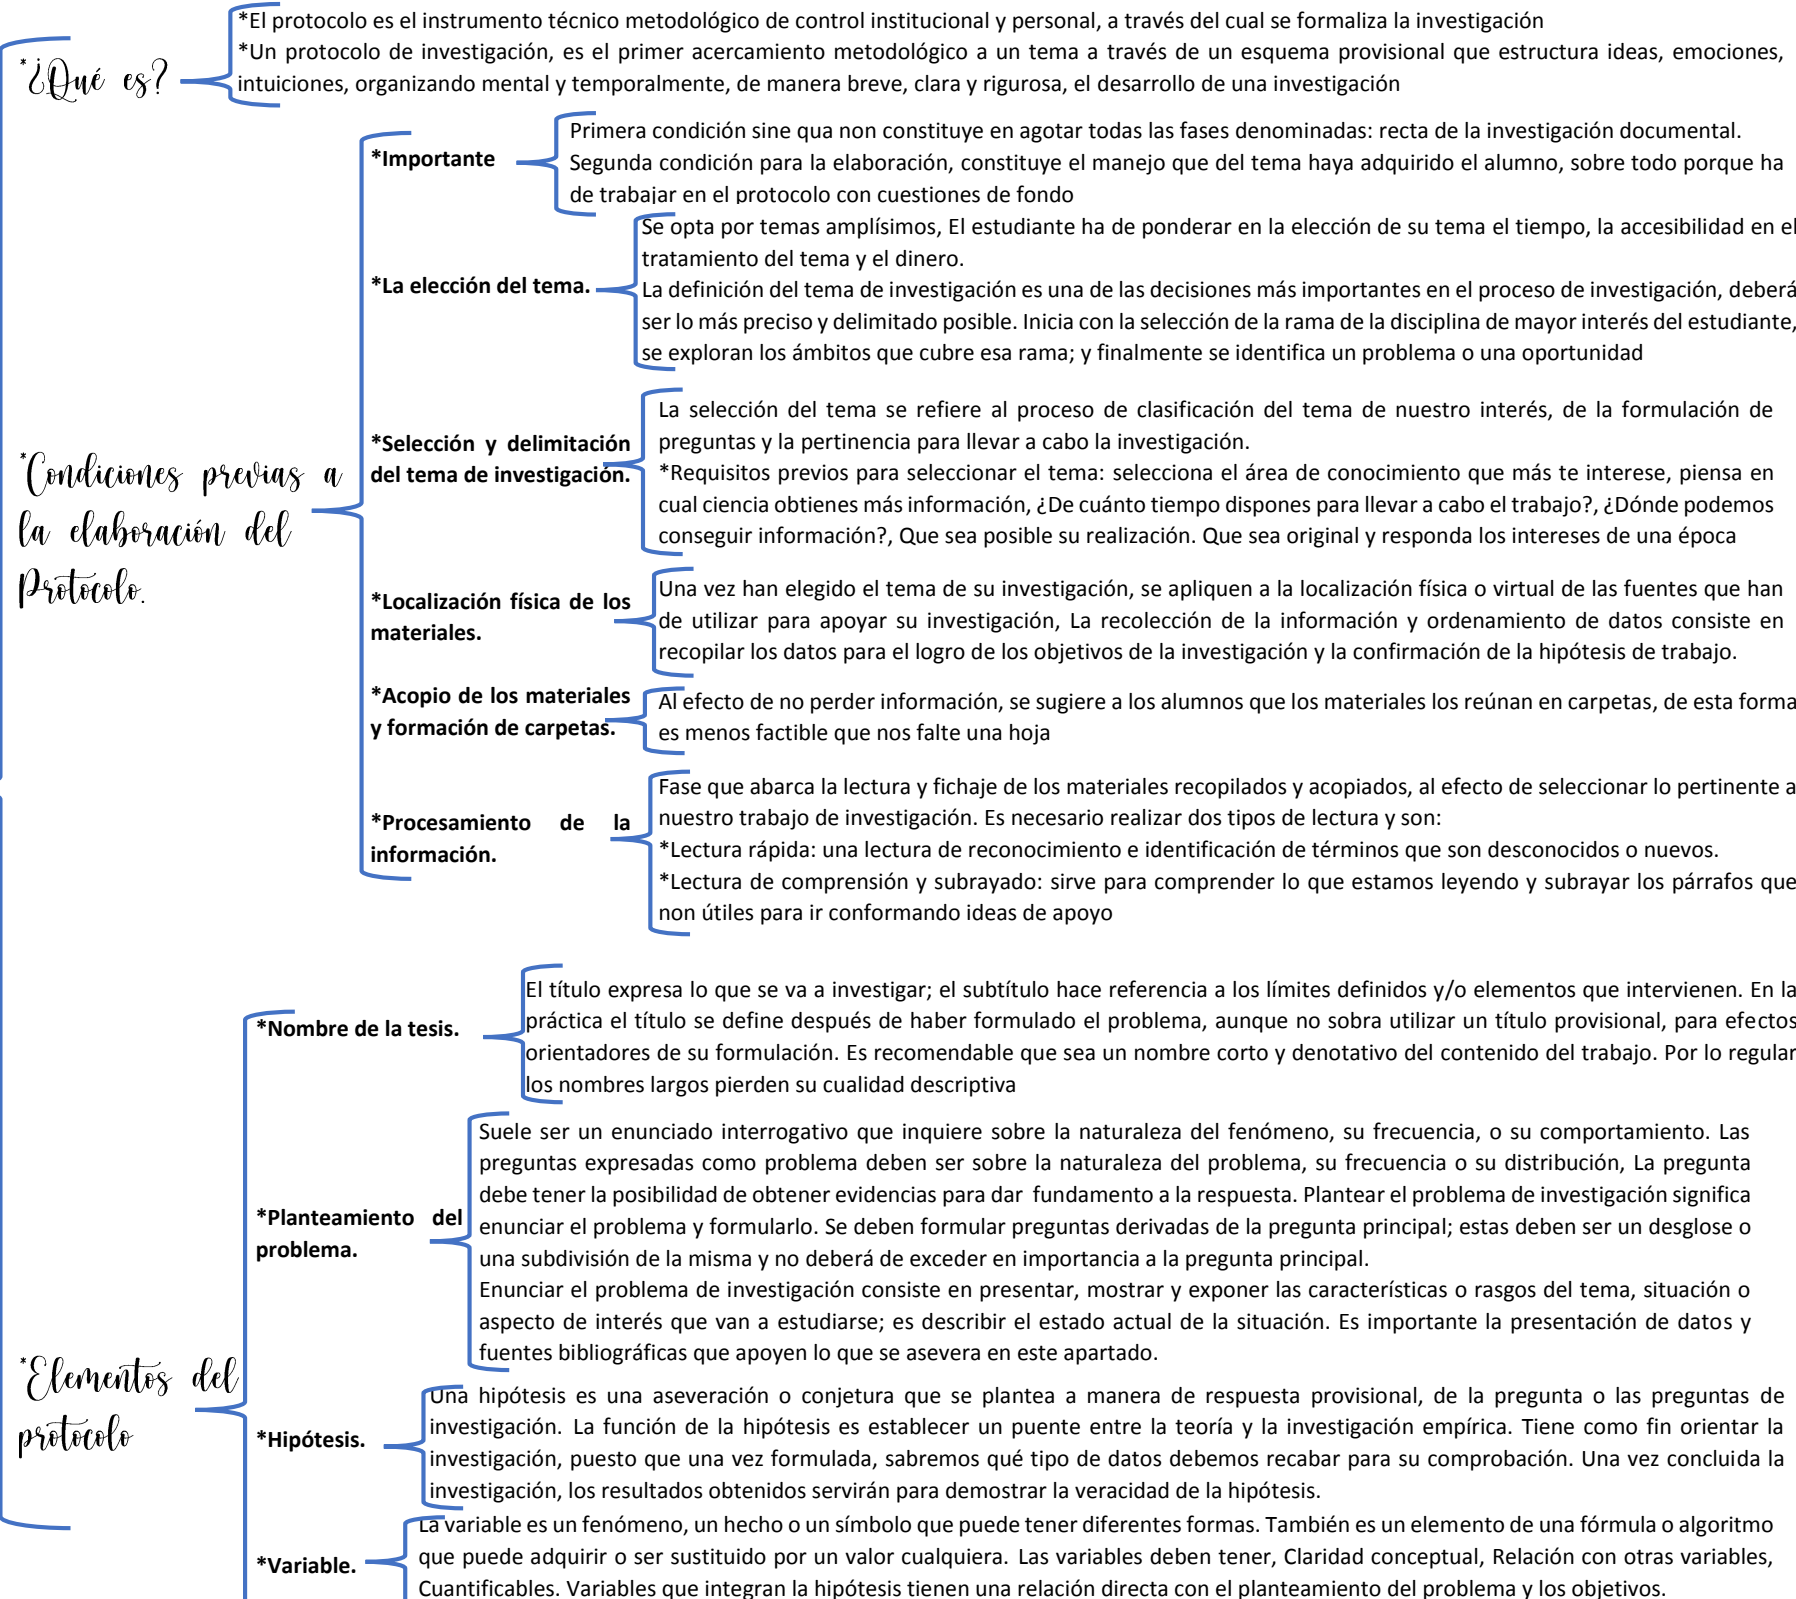 *¿Qué es?
*El protocolo es el instrumento técnico metodológico de control institucional y personal, a través del cual se formaliza la investigación
*Un protocolo de investigación, es el primer acercamiento metodológico a un tema a través de un esquema provisional que estructura ideas, emociones,
intuiciones, organizando mental y temporalmente, de manera breve, clara y rigurosa, el desarrollo de una investigación
*Condiciones previas a
la elaboración del
Protocolo.
*Importante
Primera condición sine qua non constituye en agotar todas las fases denominadas: recta de la investigación documental.
Segunda condición para la elaboración, constituye el manejo que del tema haya adquirido el alumno, sobre todo porque ha
de trabajar en el protocolo con cuestiones de fondo
*La elección del tema.
Se opta por temas amplísimos, El estudiante ha de ponderar en la elección de su tema el tiempo, la accesibilidad en el
tratamiento del tema y el dinero.
La definición del tema de investigación es una de las decisiones más importantes en el proceso de investigación, deberá
ser lo más preciso y delimitado posible. Inicia con la selección de la rama de la disciplina de mayor interés del estudiante,
se exploran los ámbitos que cubre esa rama; y finalmente se identifica un problema o una oportunidad
*Selección y delimitación
del tema de investigación.
La selección del tema se refiere al proceso de clasificación del tema de nuestro interés, de la formulación de
preguntas y la pertinencia para llevar a cabo la investigación.
*Requisitos previos para seleccionar el tema: selecciona el área de conocimiento que más te interese, piensa en
cual ciencia obtienes más información, ¿De cuánto tiempo dispones para llevar a cabo el trabajo?, ¿Dónde podemos
conseguir información?, Que sea posible su realización. Que sea original y responda los intereses de una época
*Localización física de los
materiales.
Una vez han elegido el tema de su investigación, se apliquen a la localización física o virtual de las fuentes que han
de utilizar para apoyar su investigación, La recolección de la información y ordenamiento de datos consiste en
recopilar los datos para el logro de los objetivos de la investigación y la confirmación de la hipótesis de trabajo.
*Acopio de los materiales
y formación de carpetas.
Al efecto de no perder información, se sugiere a los alumnos que los materiales los reúnan en carpetas, de esta forma
es menos factible que nos falte una hoja
*Procesamiento de la
información.
Fase que abarca la lectura y fichaje de los materiales recopilados y acopiados, al efecto de seleccionar lo pertinente a
nuestro trabajo de investigación. Es necesario realizar dos tipos de lectura y son:
*Lectura rápida: una lectura de reconocimiento e identificación de términos que son desconocidos o nuevos.
*Lectura de comprensión y subrayado: sirve para comprender lo que estamos leyendo y subrayar los párrafos que
non útiles para ir conformando ideas de apoyo
*Elementos del
protocolo
*Nombre de la tesis.
El título expresa lo que se va a investigar; el subtítulo hace referencia a los límites definidos y/o elementos que intervienen. En la
práctica el título se define después de haber formulado el problema, aunque no sobra utilizar un título provisional, para efectos
orientadores de su formulación. Es recomendable que sea un nombre corto y denotativo del contenido del trabajo. Por lo regular
los nombres largos pierden su cualidad descriptiva
*Planteamiento del
problema.
Suele ser un enunciado interrogativo que inquiere sobre la naturaleza del fenómeno, su frecuencia, o su comportamiento. Las
preguntas expresadas como problema deben ser sobre la naturaleza del problema, su frecuencia o su distribución, La pregunta
debe tener la posibilidad de obtener evidencias para dar fundamento a la respuesta. Plantear el problema de investigación significa
enunciar el problema y formularlo. Se deben formular preguntas derivadas de la pregunta principal; estas deben ser un desglose o
una subdivisión de la misma y no deberá de exceder en importancia a la pregunta principal.
Enunciar el problema de investigación consiste en presentar, mostrar y exponer las características o rasgos del tema, situación o
aspecto de interés que van a estudiarse; es describir el estado actual de la situación. Es importante la presentación de datos y
fuentes bibliográficas que apoyen lo que se asevera en este apartado.
*Hipótesis.
Una hipótesis es una aseveración o conjetura que se plantea a manera de respuesta provisional, de la pregunta o las preguntas de
investigación. La función de la hipótesis es establecer un puente entre la teoría y la investigación empírica. Tiene como fin orientar la
investigación, puesto que una vez formulada, sabremos qué tipo de datos debemos recabar para su comprobación. Una vez concluida la
investigación, los resultados obtenidos servirán para demostrar la veracidad de la hipótesis.
*Variable.
La variable es un fenómeno, un hecho o un símbolo que puede tener diferentes formas. También es un elemento de una fórmula o algoritmo
que puede adquirir o ser sustituido por un valor cualquiera. Las variables deben tener, Claridad conceptual, Relación con otras variables,
Cuantificables. Variables que integran la hipótesis tienen una relación directa con el planteamiento del problema y los objetivos.